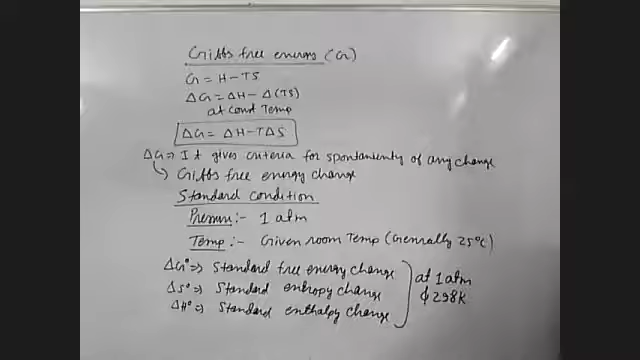 Gibbs free energy (G)
G = H - TS
ΔG = ΔH - Δ(TS)
at const Temp
ΔG = ΔH - TΔS
ΔG ⇒ It gives criteria for spontanienty of any change
↳ Gibbs free energy change
Standard condition
Pressure:- 1 atm
Temp:- Given room Temp (Genrally 25°C)
ΔG° ⇒ Standard free energy change
ΔS° ⇒ Standard entropy change
ΔH° ⇒ Standard enthalpy change
at 1 atm
& 298K